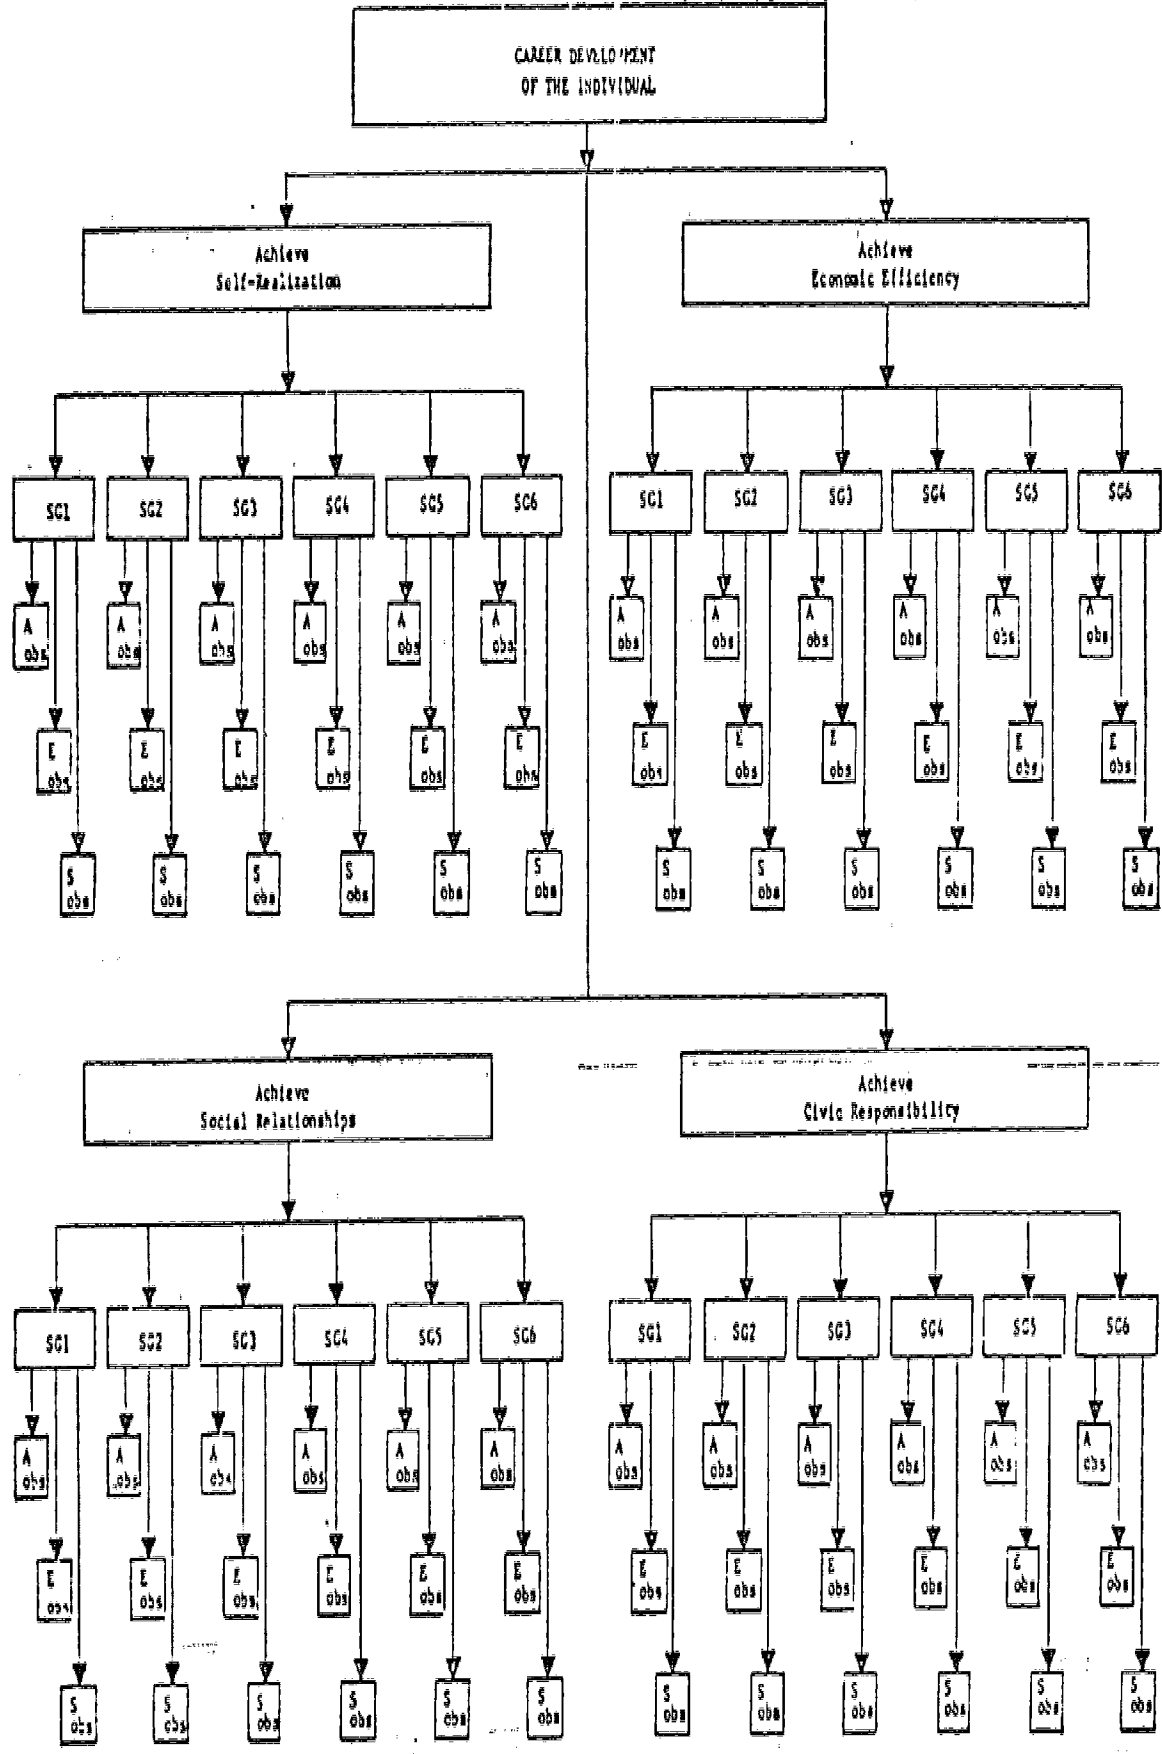 CAREER DEVELOPMENT
OF THE INDIVIDUAL
Achieve
Self-Realization
Achieve
Economic Efficiency
SG1 SG2 SG3 SG4 SG5 SG6
SG1 SG2 SG3 SG4 SG5 SG6
A A A A A A
obs obs obs obs obs obs
A A A A A A
obs obs obs obs obs obs
E E E E E E
obs obs obs obs obs obs
E E E E E E
obs obs obs obs obs obs
S S S S S S
obs obs obs obs obs obs
S S S S S S
obs obs obs obs obs obs
Achieve
Social Relationships
Achieve
Civic Responsibility
SG1 SG2 SG3 SG4 SG5 SG6
SG1 SG2 SG3 SG4 SG5 SG6
A A A A A A
obs obs obs obs obs obs
A A A A A A
obs obs obs obs obs obs
E E E E E E
obs obs obs obs obs obs
E E E E E E
obs obs obs obs obs obs
S S S S S S
obs obs obs obs obs obs
S S S S S S
obs obs obs obs obs obs